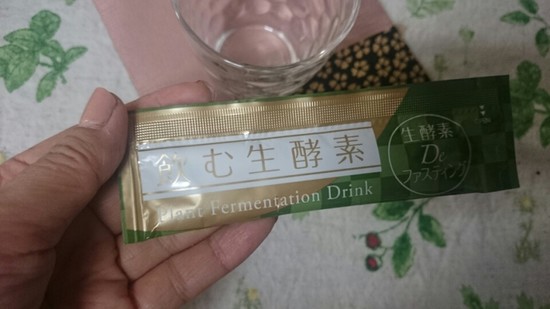 飲む生酵素
Plant Fermentation Drink
生酵素
De
ファスティング